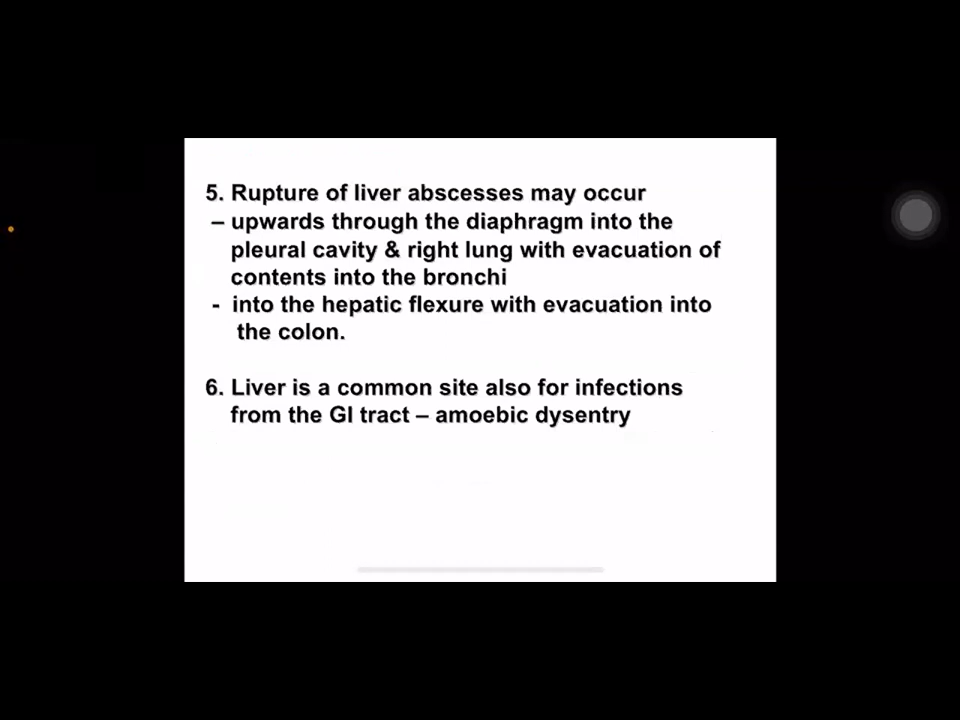 5. Rupture of liver abscesses may occur
– upwards through the diaphragm into the
pleural cavity & right lung with evacuation of
contents into the bronchi
- into the hepatic flexure with evacuation into
the colon.
6. Liver is a common site also for infections
from the GI tract – amoebic dysentry